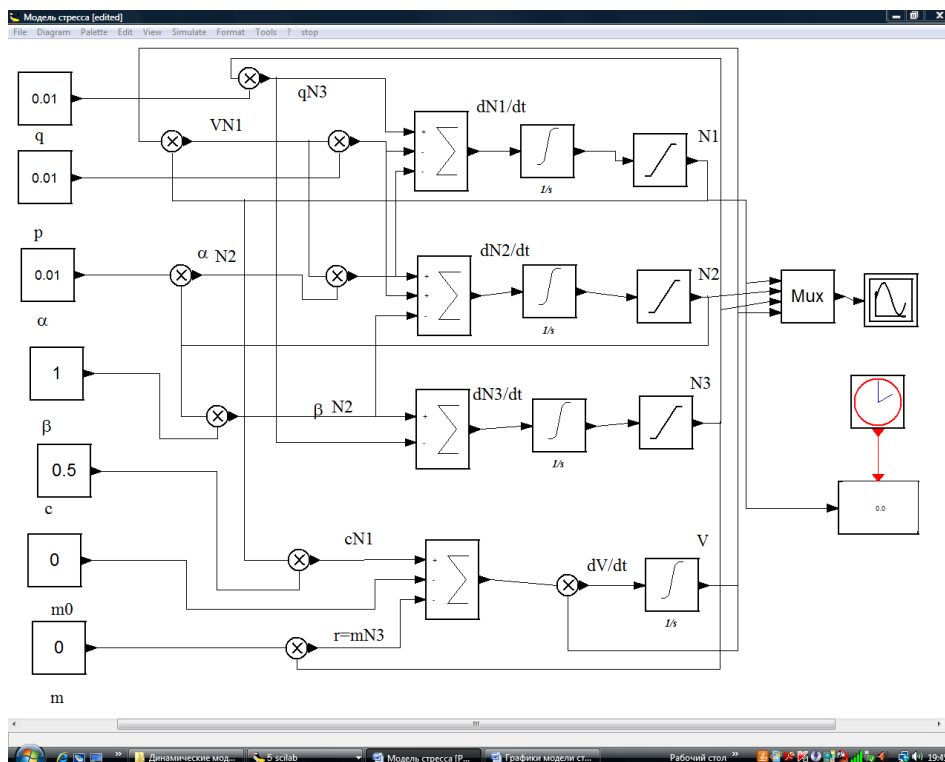 Модель стресса [edited]
File Diagram Palette Edit View Simulate Format Tools ? stop
0.01
q
0.01
p
0.01
α
1
β
0.5
c
0
m0
0
m
qN3
VN1
α N2
β N2
cN1
r=mN3
+
-
-
dN1/dt
1/s
N1
+
+
-
dN2/dt
1/s
N2
+
-
dN3/dt
1/s
N3
+
-
-
dV/dt
1/s
V
Mux
0.0
Динамические мод...
5 scilab
Модель стресса [P...
Графики модели ст...
Рабочий стол »